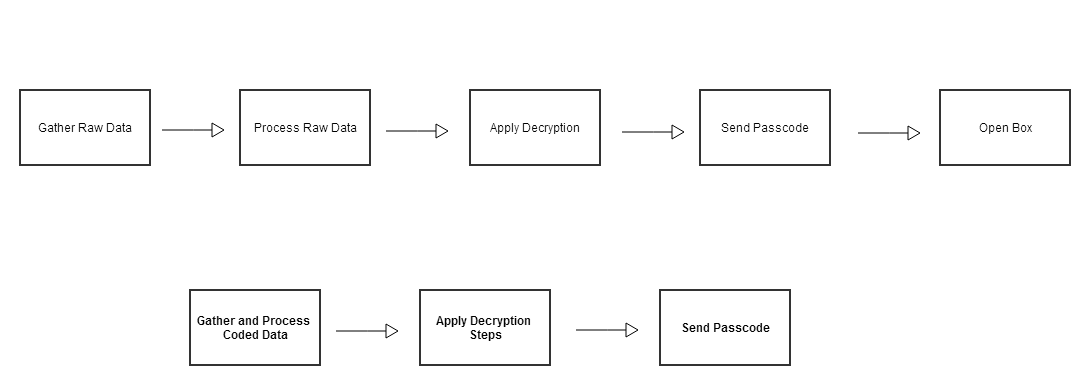 Gather Raw Data
Process Raw Data
Apply Decryption
Send Passcode
Open Box
Gather and Process
Coded Data
Apply Decryption
Steps
Send Passcode